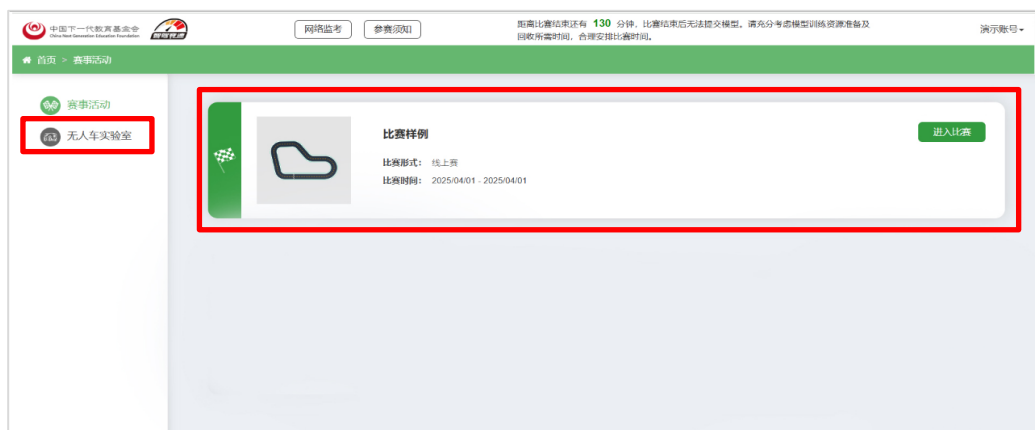 中国下一代教育基金会
China Next Generation Education Foundation
智驾竞速
网络监考
参赛须知
距离比赛结束还有 130 分钟，比赛结束后无法提交模型。请充分考虑模型训练资源准备及
回收所需时间，合理安排比赛时间。
演示账号
首页 > 赛事活动
赛事活动
无人车实验室
比赛样例
进入比赛
比赛形式： 线上赛
比赛时间： 2025/04/01 - 2025/04/01